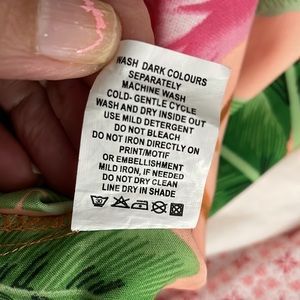 WASH DARK COLOURS
SEPARATELY
MACHINE WASH
COLD- GENTLE CYCLE
WASH AND DRY INSIDE OUT
USE MILD DETERGENT
DO NOT BLEACH
DO NOT IRON DIRECTLY ON
PRINT/MOTIF
OR EMBELLISHMENT
MILD IRON, IF NEEDED
DO NOT DRY CLEAN
LINE DRY IN SHADE